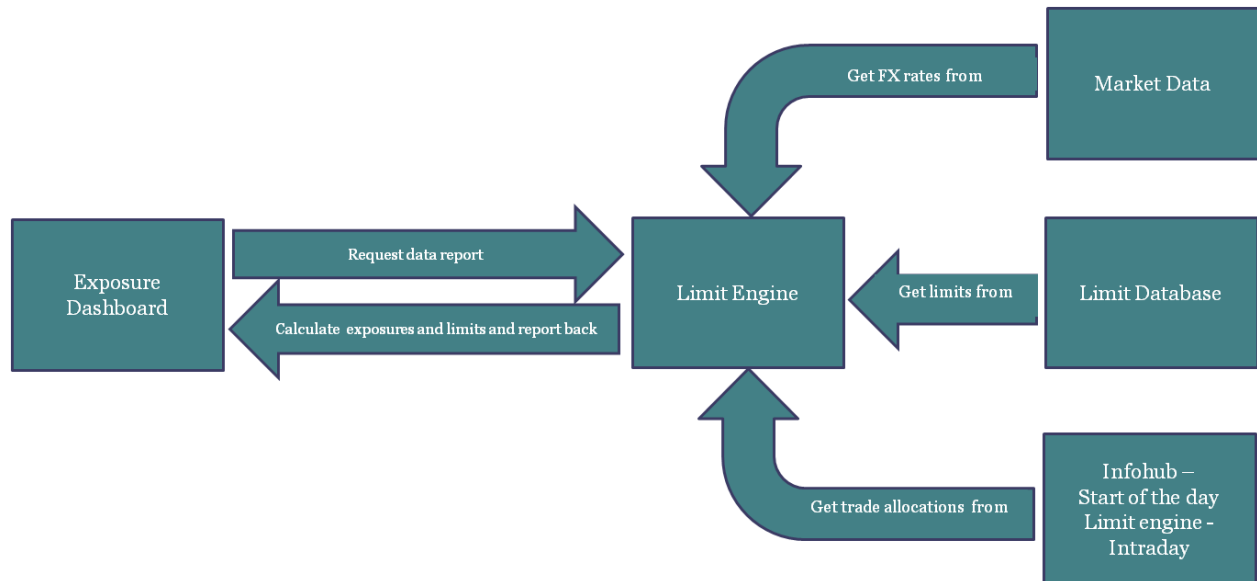 Get FX rates from
Market Data
Request data report
Exposure
Dashboard
Calculate exposures and limits and report back
Limit Engine
Get limits from
Limit Database
Get trade allocations from
Infohub –
Start of the day
Limit engine -
Intraday